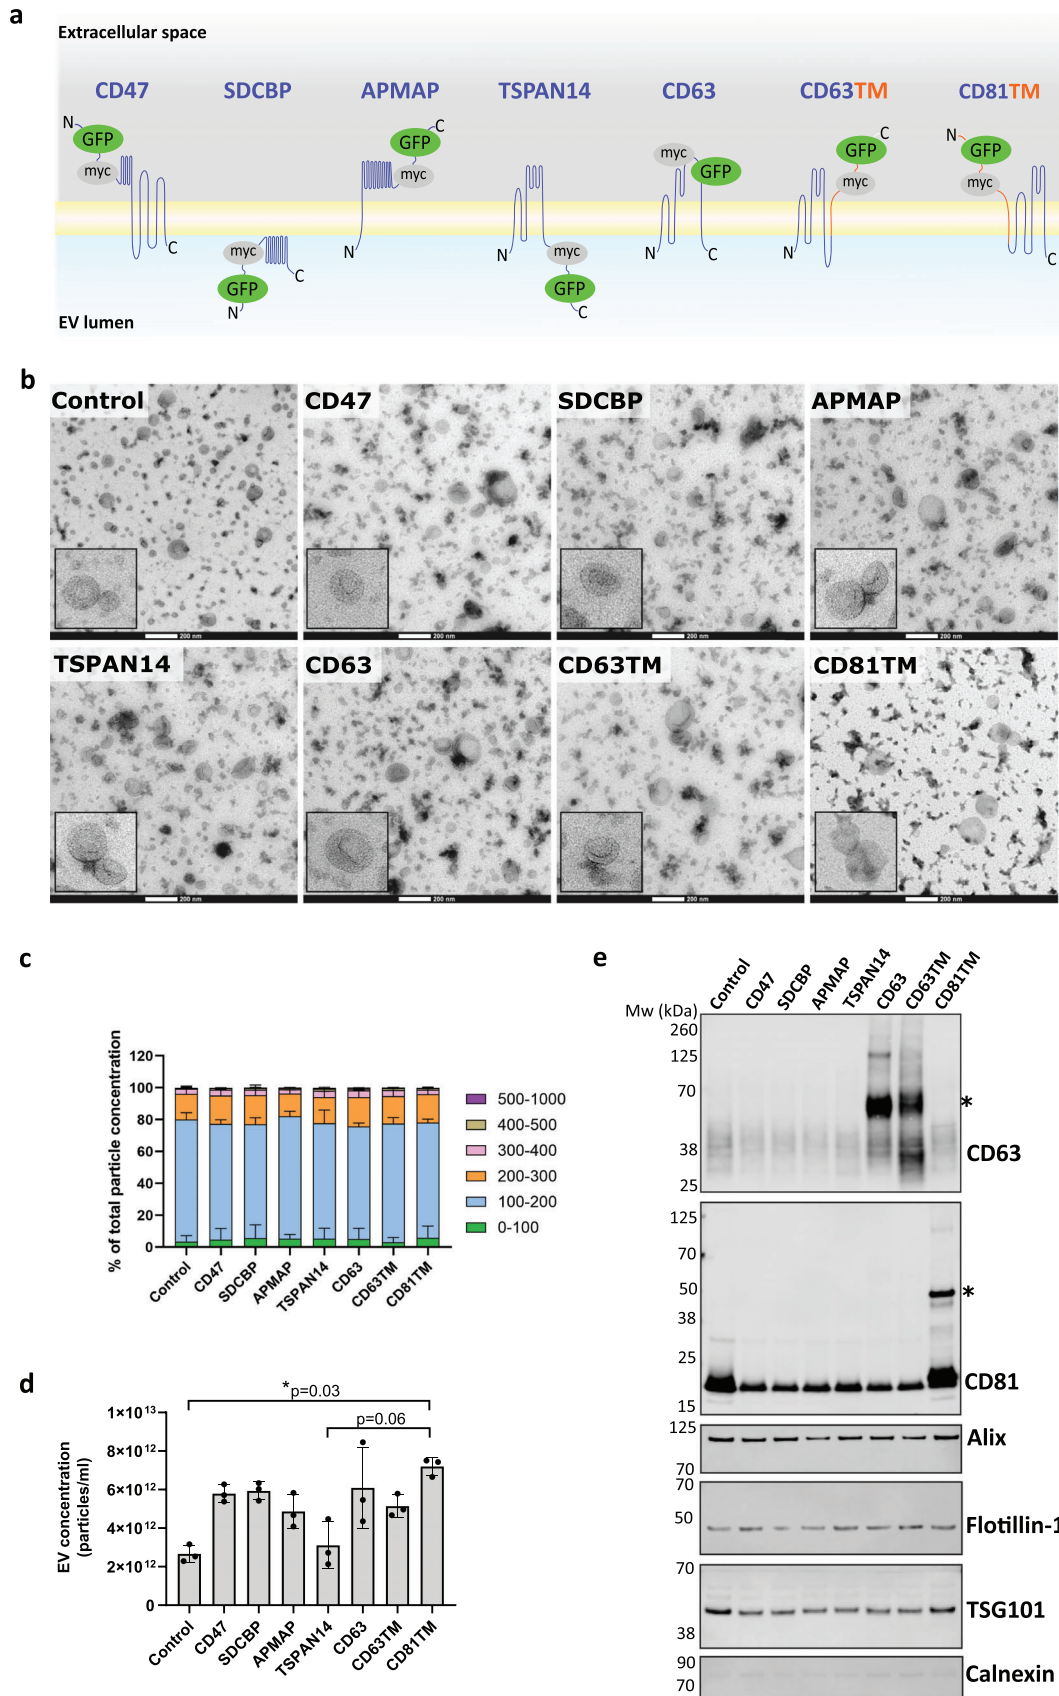 a
Extracellular space
CD47 SDCBP APMAP TSPAN14 CD63 CD63TM CD81TM
N GFP myc C
myc GFP N C
C GFP myc N
N myc GFP C
myc GFP N C
C GFP myc N
N GFP myc C
EV lumen
b
Control CD47 SDCBP APMAP
200 nm 200 nm 200 nm 200 nm
TSPAN14 CD63 CD63TM CD81TM
200 nm 200 nm 200 nm 200 nm
c
% of total particle concentration
120
100
80
60
40
20
0
Control CD47 SDCBP APMAP TSPAN14 CD63 CD63TM CD81TM
500-1000
400-500
300-400
200-300
100-200
0-100
d
*p=0.03
p=0.06
EV concentration
(particles/ml)
1×10¹³
8×10¹²
6×10¹²
4×10¹²
2×10¹²
0
Control CD47 SDCBP APMAP TSPAN14 CD63 CD63TM CD81TM
e
Control CD47 SDCBP APMAP TSPAN14 CD63 CD63TM CD81TM
Mw (kDa)
260
125
70
*
38
CD63
25
125
70
50
*
38
25
CD81
15
125
Alix
70
70
50
Flotillin-1
70
TSG101
38
90
Calnexin
70